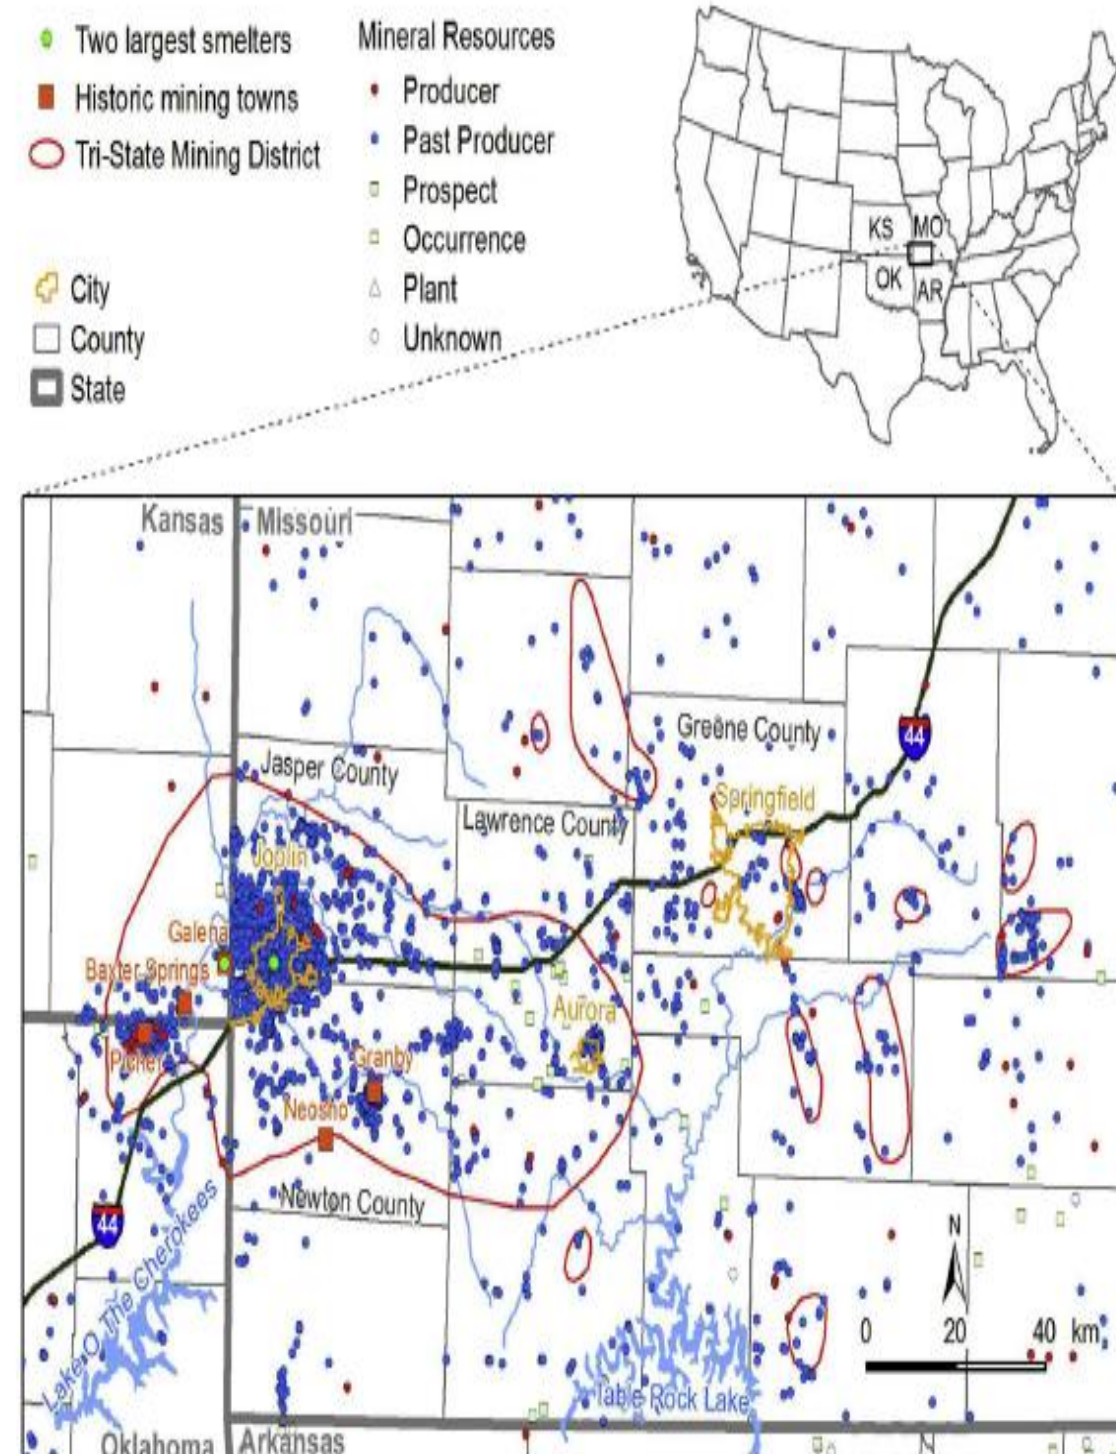 Two largest smelters
Historic mining towns
Tri-State Mining District
City
County
State
Mineral Resources
Producer
Past Producer
Prospect
Occurrence
Plant
Unknown
KS
MO
OK
AR
Kansas
Missouri
Jasper County
Greene County
44
Springfield
Lawrence County
Joplin
Galena
Baxter Springs
Aurora
Picher
Granby
Neosho
Newton County
44
Lake O The Cherokees
N
0 20 40 km
Table Rock Lake
Oklahoma
Arkansas